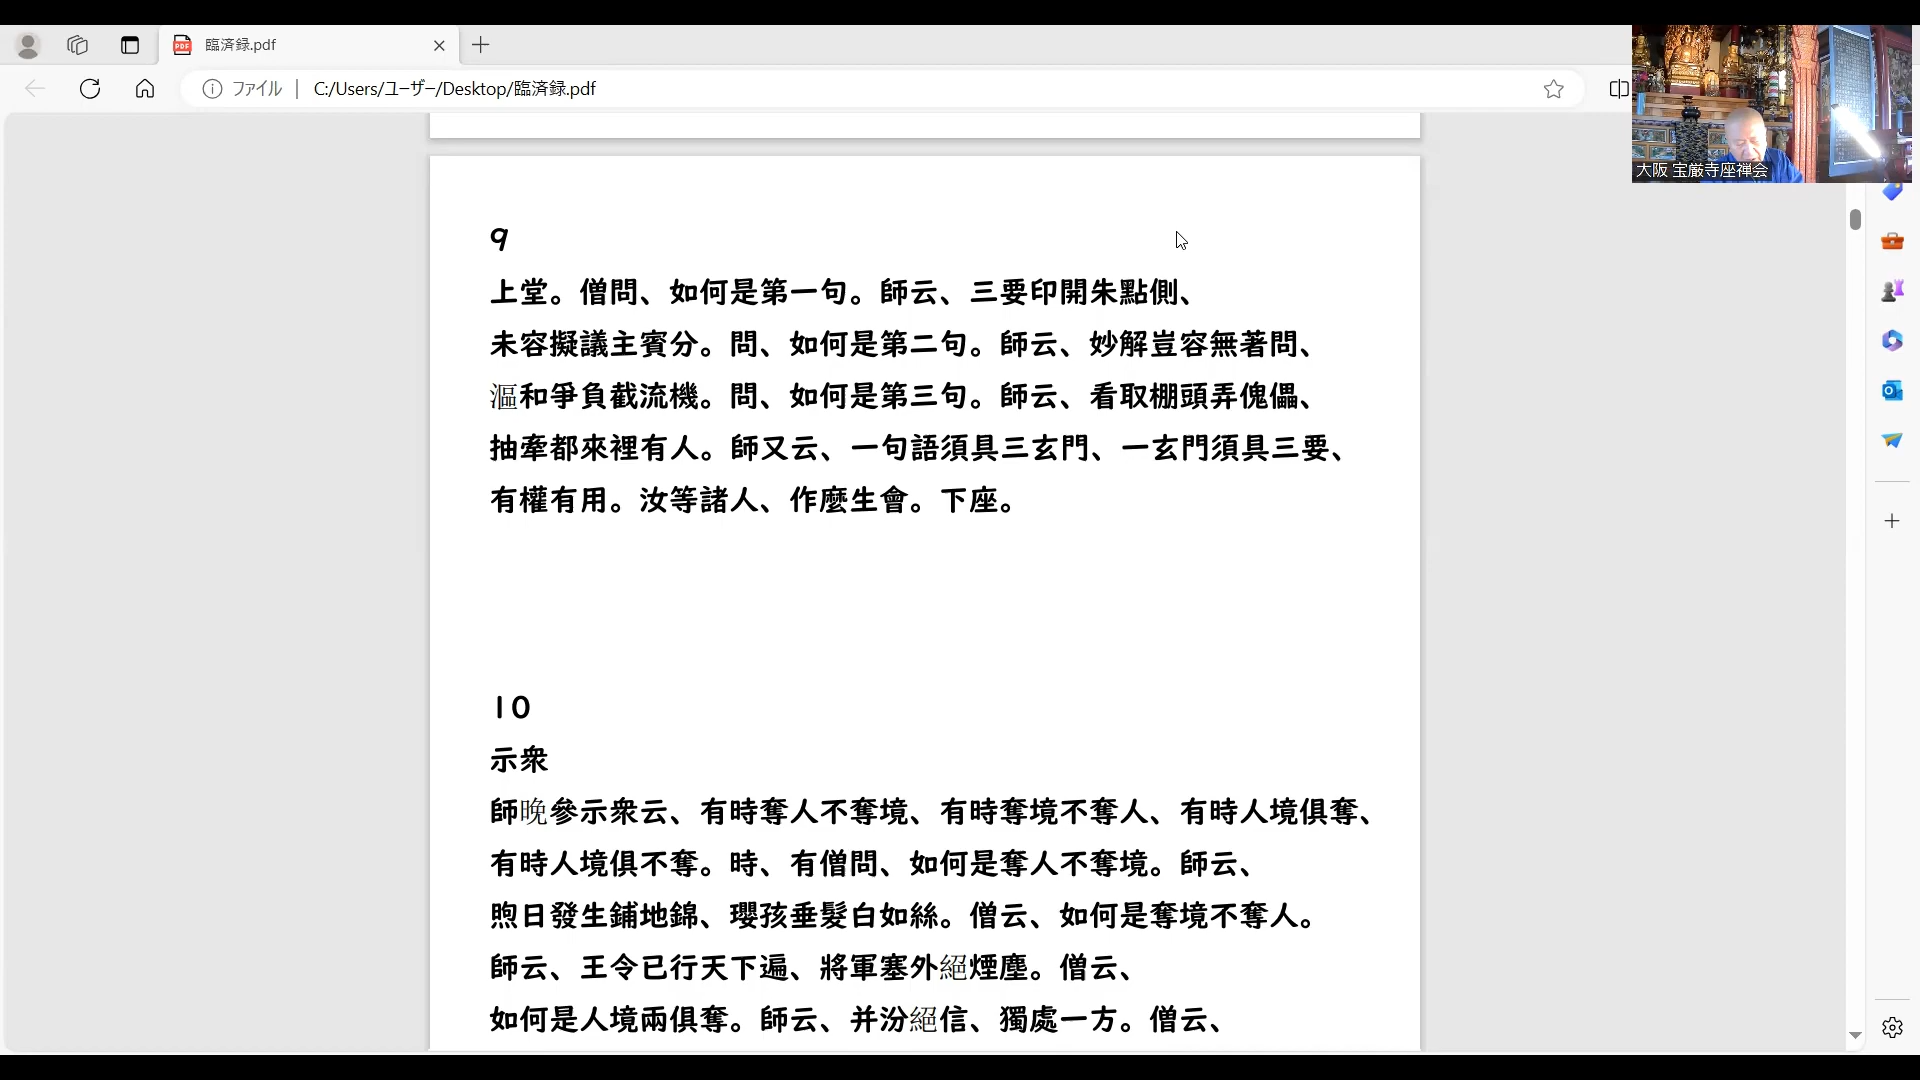 臨済録.pdf
ファイル
C:/Users/ユーザー/Desktop/臨済録.pdf
大阪 宝厳寺座禅会
9
上堂。僧問、如何是第一句。師云、三要印開朱點側、
未容擬議主賓分。問、如何是第二句。師云、妙解豈容無著問、
漚和爭負截流機。問、如何是第三句。師云、看取棚頭弄傀儡、
抽牽都來裡有人。師又云、一句語須具三玄門、一玄門須具三要、
有權有用。汝等諸人、作麼生會。下座。
10
示衆
師晚參示衆云、有時奪人不奪境、有時奪境不奪人、有時人境俱奪、
有時人境俱不奪。時、有僧問、如何是奪人不奪境。師云、
煦日發生鋪地錦、瓔孩垂髮白如絲。僧云、如何是奪境不奪人。
師云、王令已行天下遍、將軍塞外絕煙塵。僧云、
如何是人境兩俱奪。師云、并汾絕信、獨處一方。僧云、